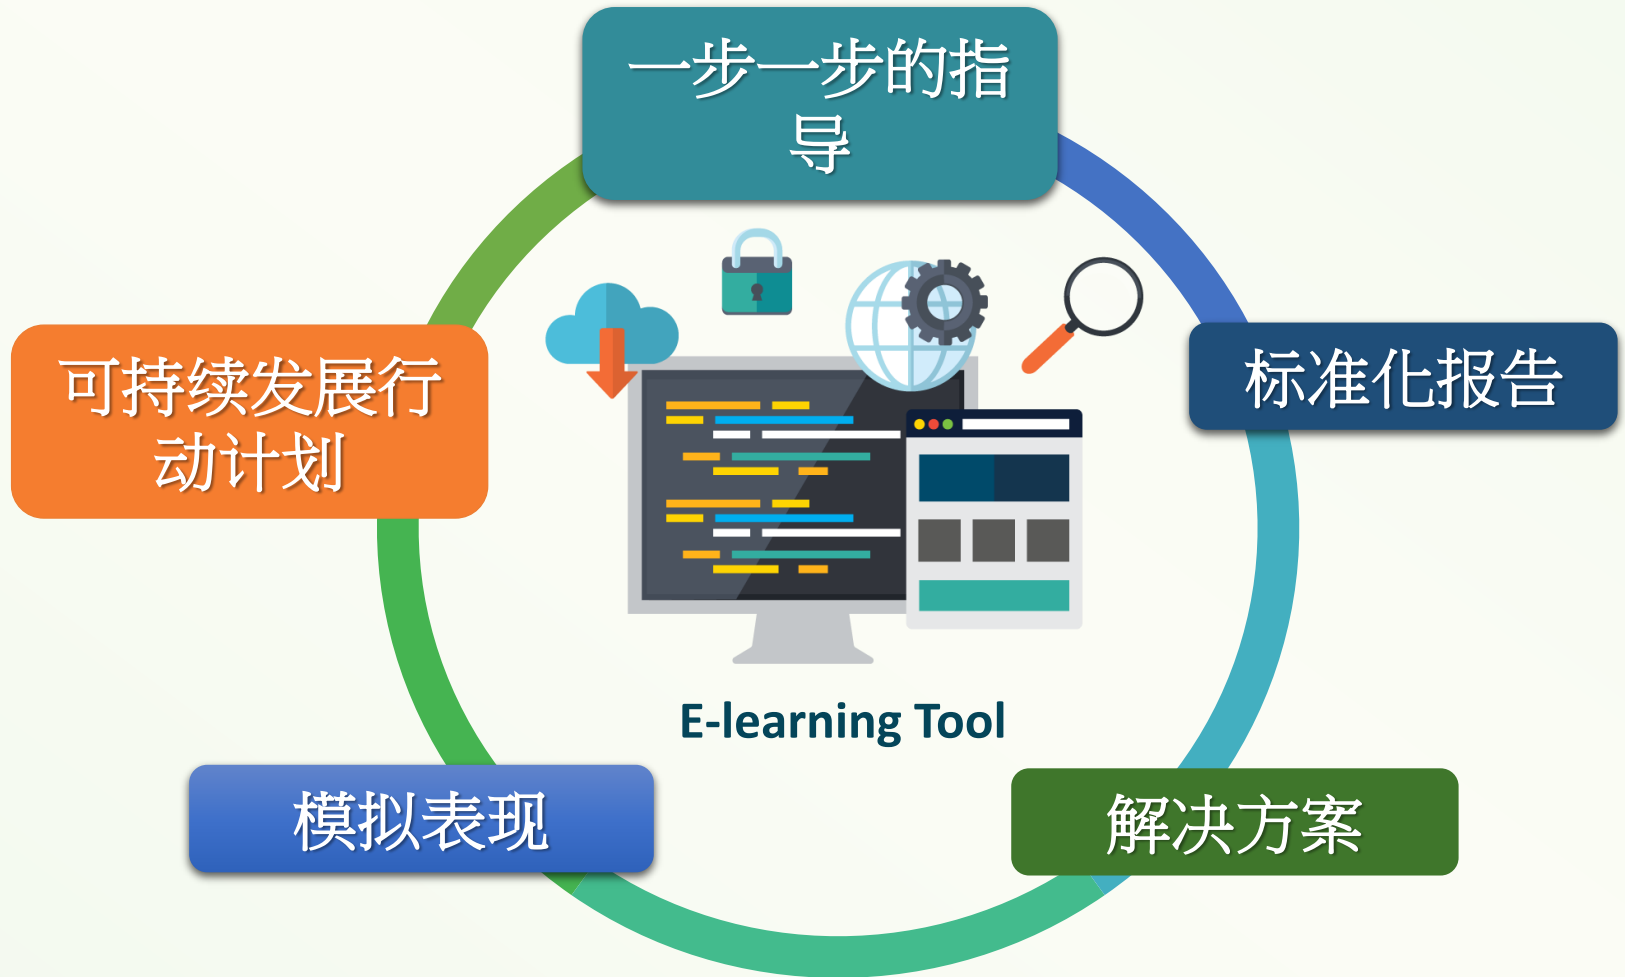 一步一步的指
导
标准化报告
可持续发展行
动计划
E-learning Tool
模拟表现
解决方案